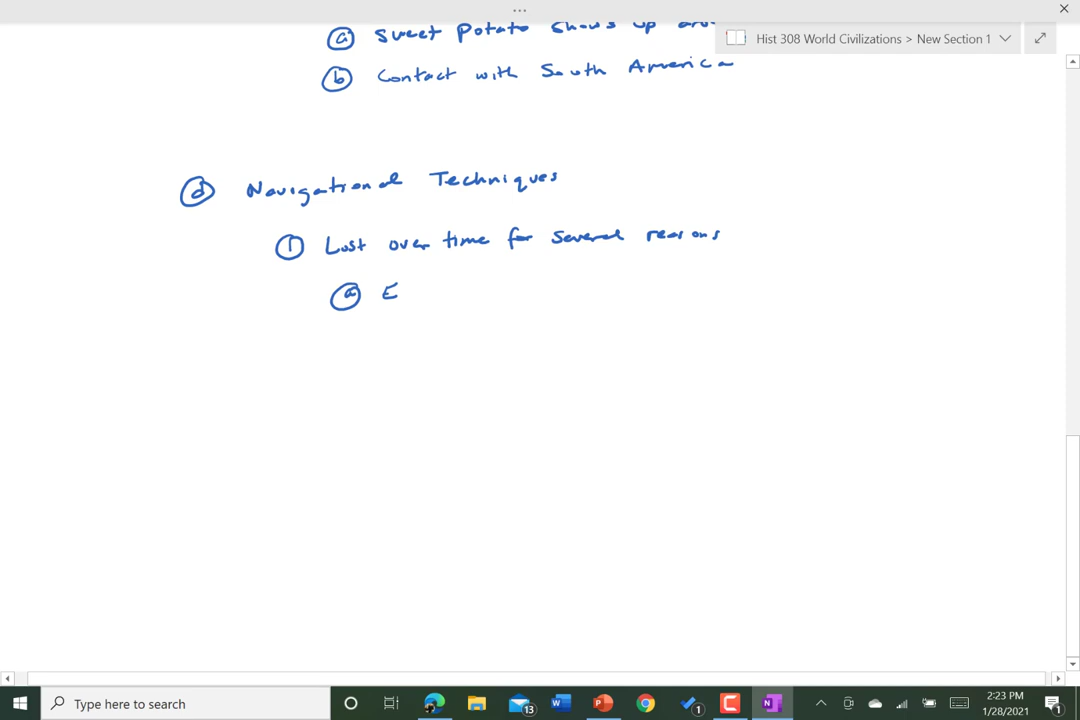 Hist 308 World Civilizations > New Section 1
ⓐ Sweet Potato shows up
ⓑ Contact with South America
ⓓ Navigational Techniques
① Lost over time for several reasons
ⓐ E
Type here to search
13
1
2:23 PM
1/28/2021
1